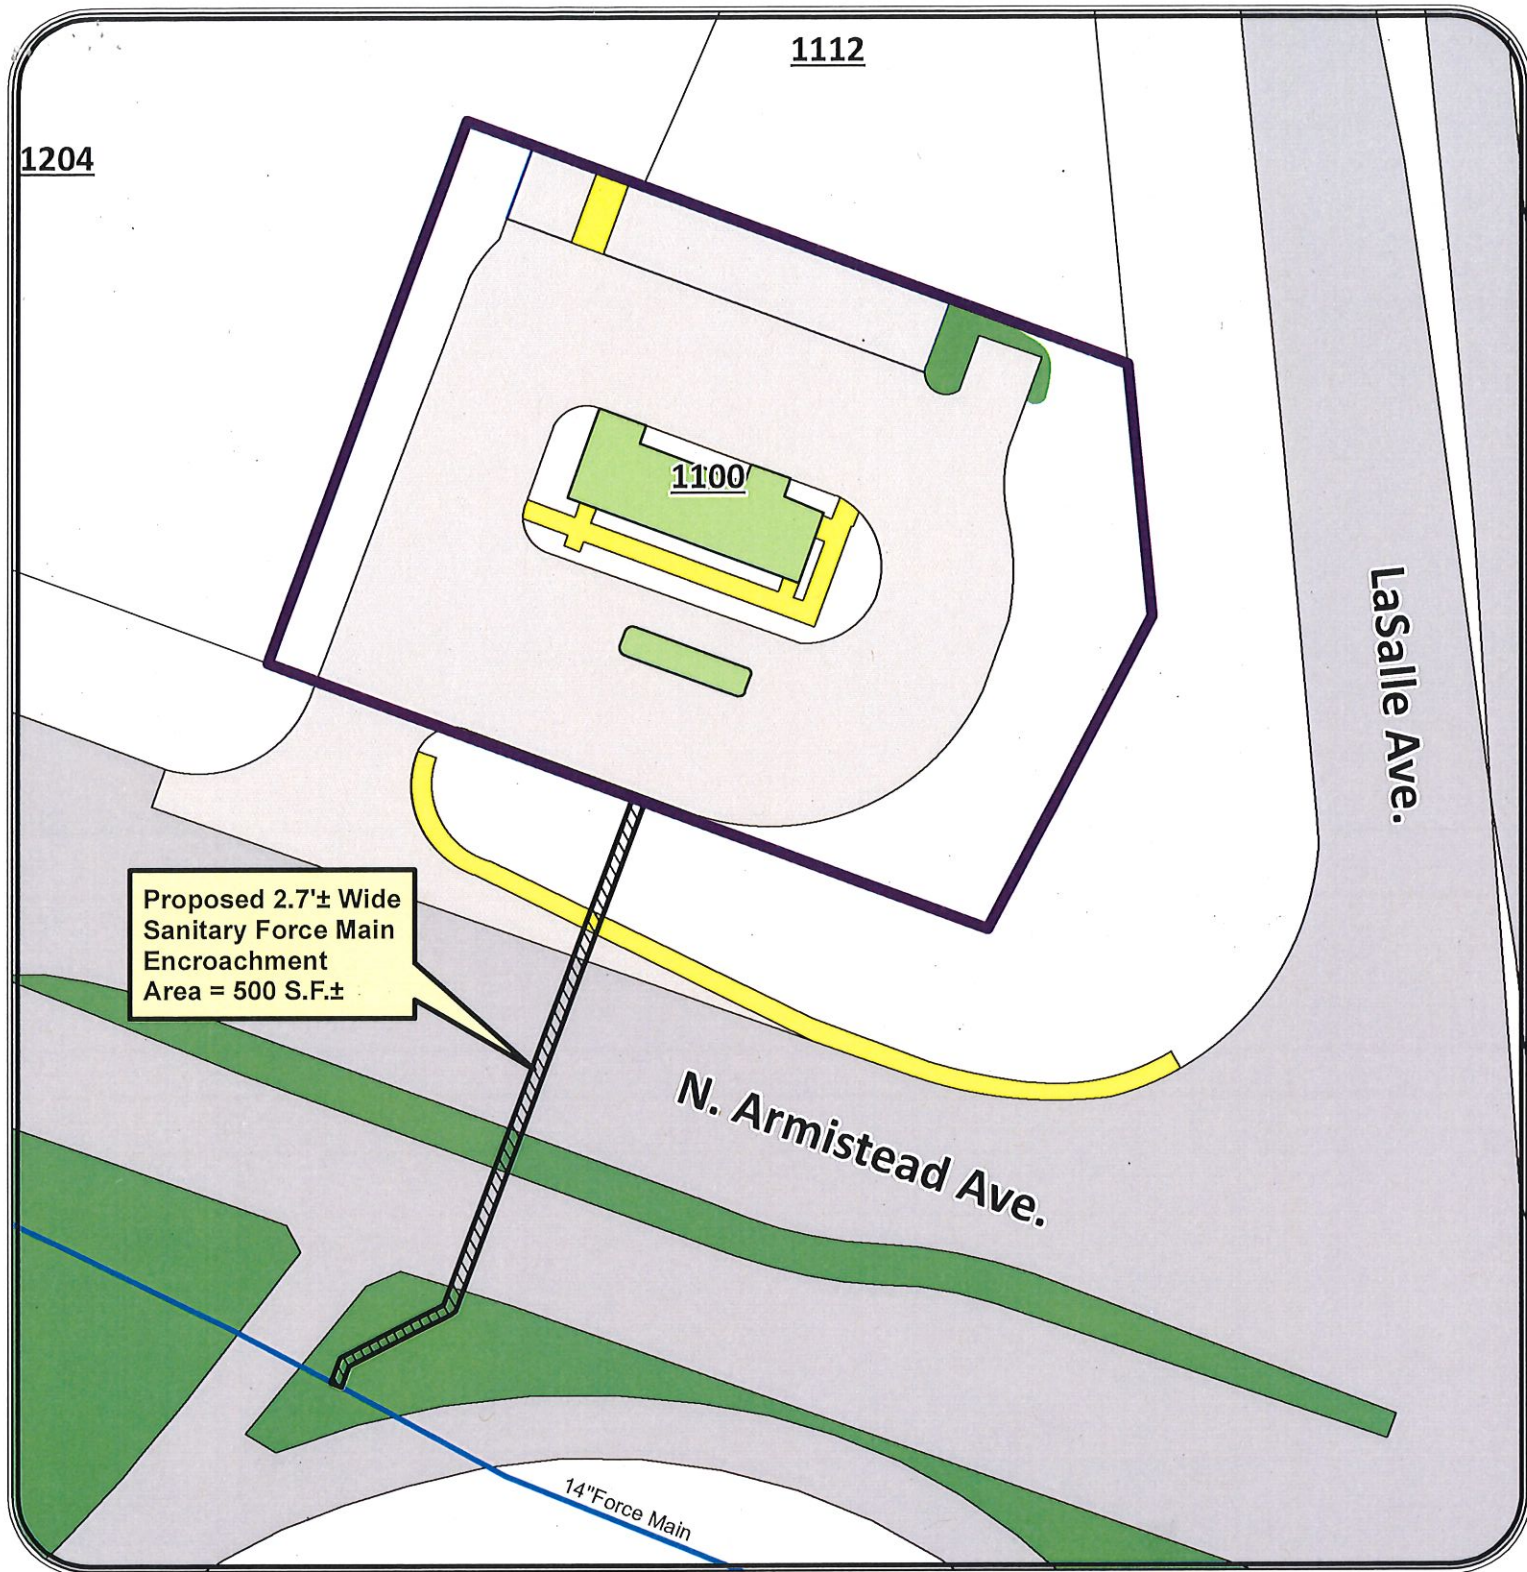 1112
1204
1100
LaSalle Ave.
Proposed 2.7'± Wide
Sanitary Force Main
Encroachment
Area = 500 S.F.±
N. Armistead Ave.
14"Force Main